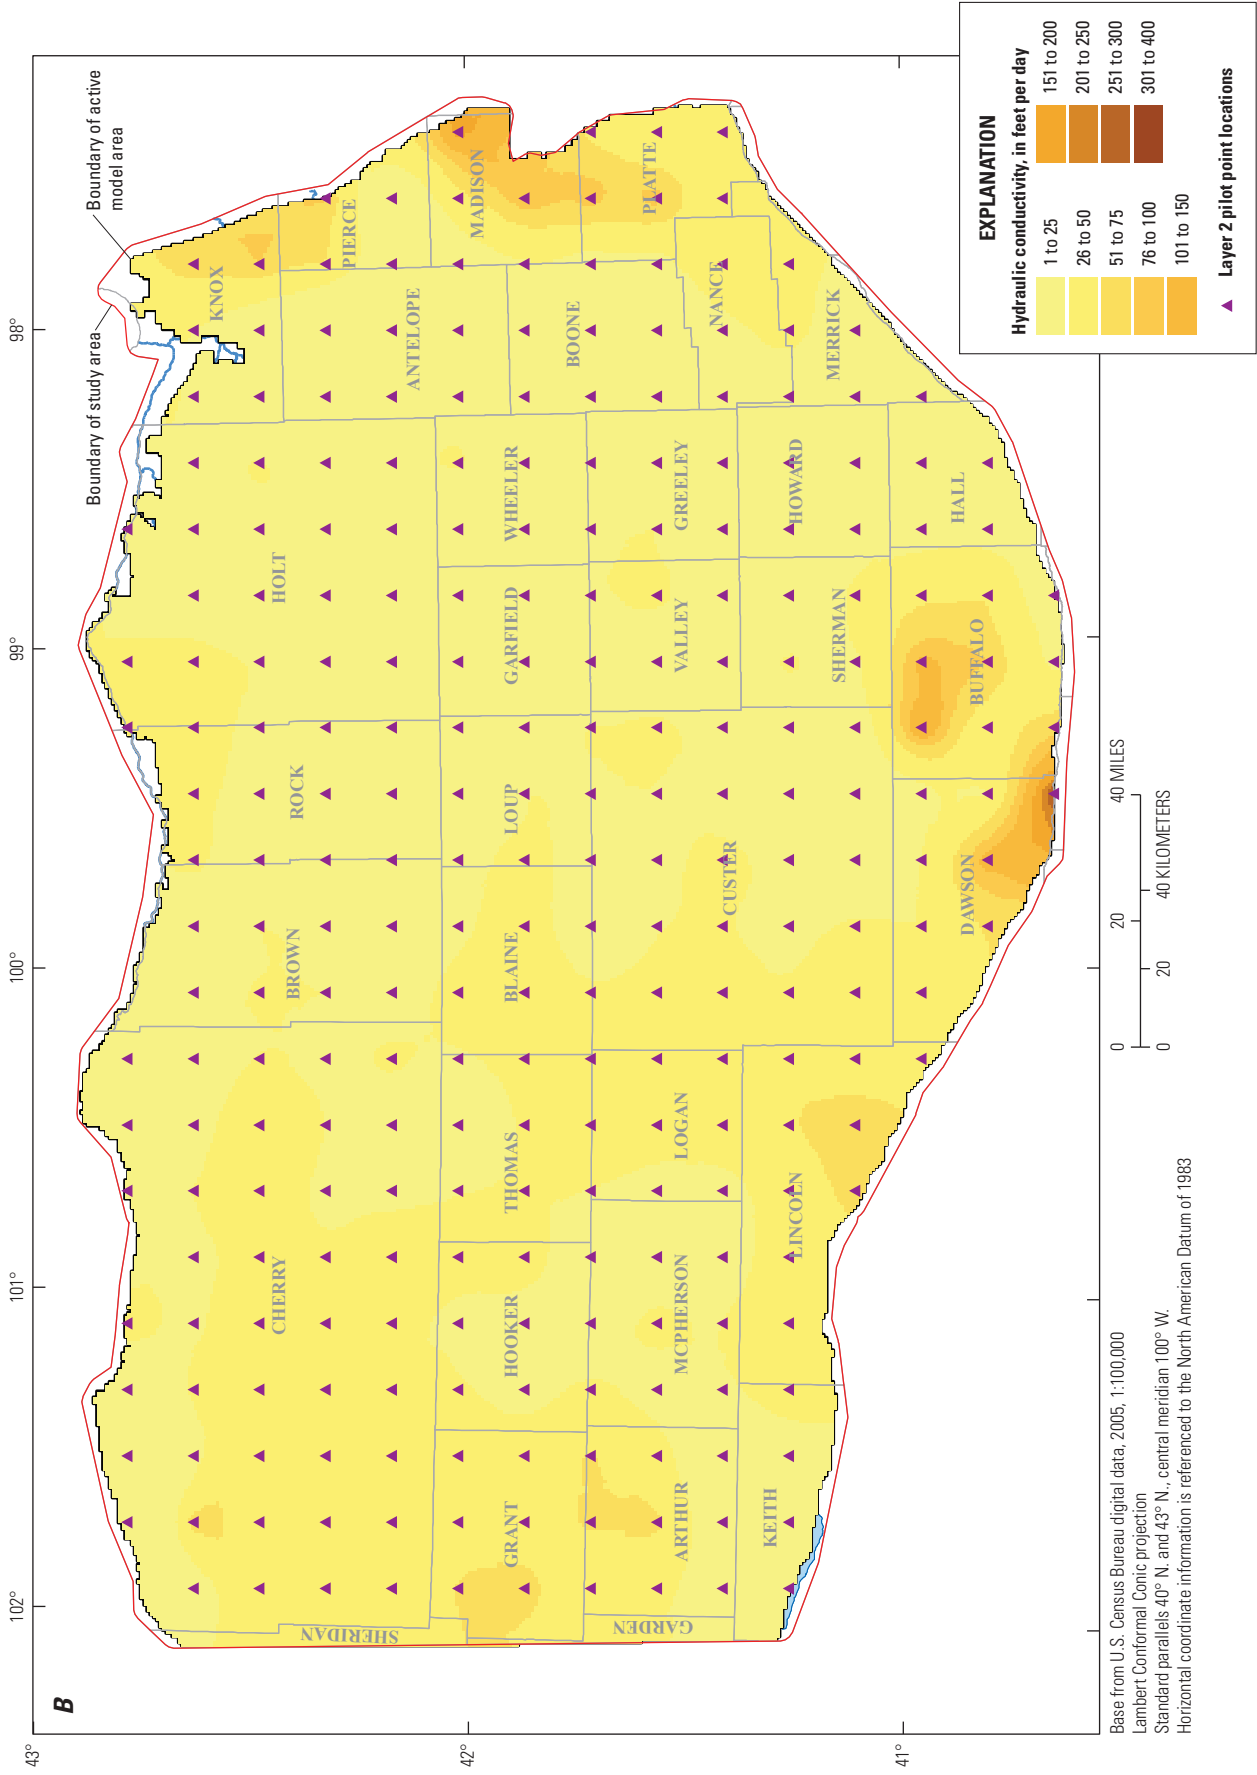 B
102°
101°
100°
99°
98°
43°
42°
41°
Boundary of study area
Boundary of active
model area
SHERIDAN
CHERRY
BROWN
ROCK
HOLT
KNOX
PIERCE
ANTELOPE
MADISON
GRANT
HOOKER
THOMAS
BLAINE
LOUP
GARFIELD
WHEELER
BOONE
PLATTE
GARDEN
ARTHUR
MCPHERSON
LOGAN
CUSTER
VALLEY
GREELEY
NANCE
KEITH
LINCOLN
SHERMAN
HOWARD
MERRICK
DAWSON
BUFFALO
HALL
Base from U.S. Census Bureau digital data, 2005, 1:100,000
Lambert Conformal Conic projection
Standard parallels 40° N. and 43° N., central meridian 100° W.
Horizontal coordinate information is referenced to the North American Datum of 1983
0 20 40 MILES
0 20 40 KILOMETERS
EXPLANATION
Hydraulic conductivity, in feet per day
1 to 25
26 to 50
51 to 75
76 to 100
101 to 150
151 to 200
201 to 250
251 to 300
301 to 400
Layer 2 pilot point locations